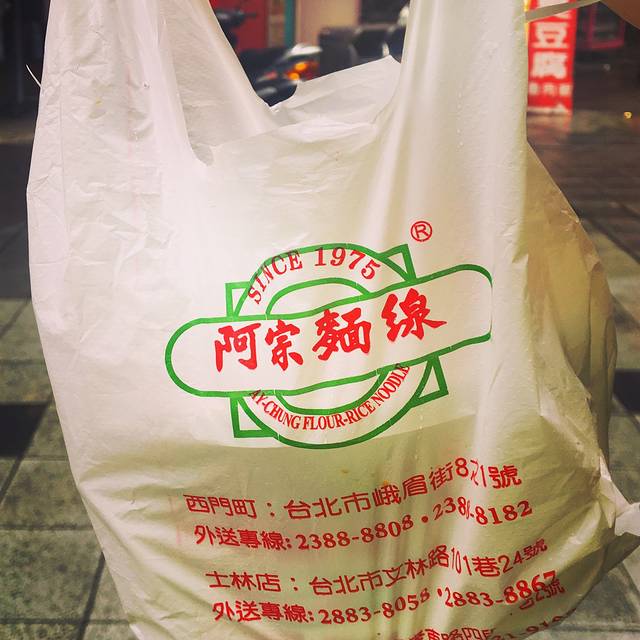 豆腐
®
SINCE 1975
阿宗麵線
AY-CHUNG FLOUR-RICE NOODLE
西門町：台北市峨眉街8之1號
外送專線:2388-8808・2388-8182
士林店：台北市文林路101巷24號
外送專線:2883-8058・2883-8867